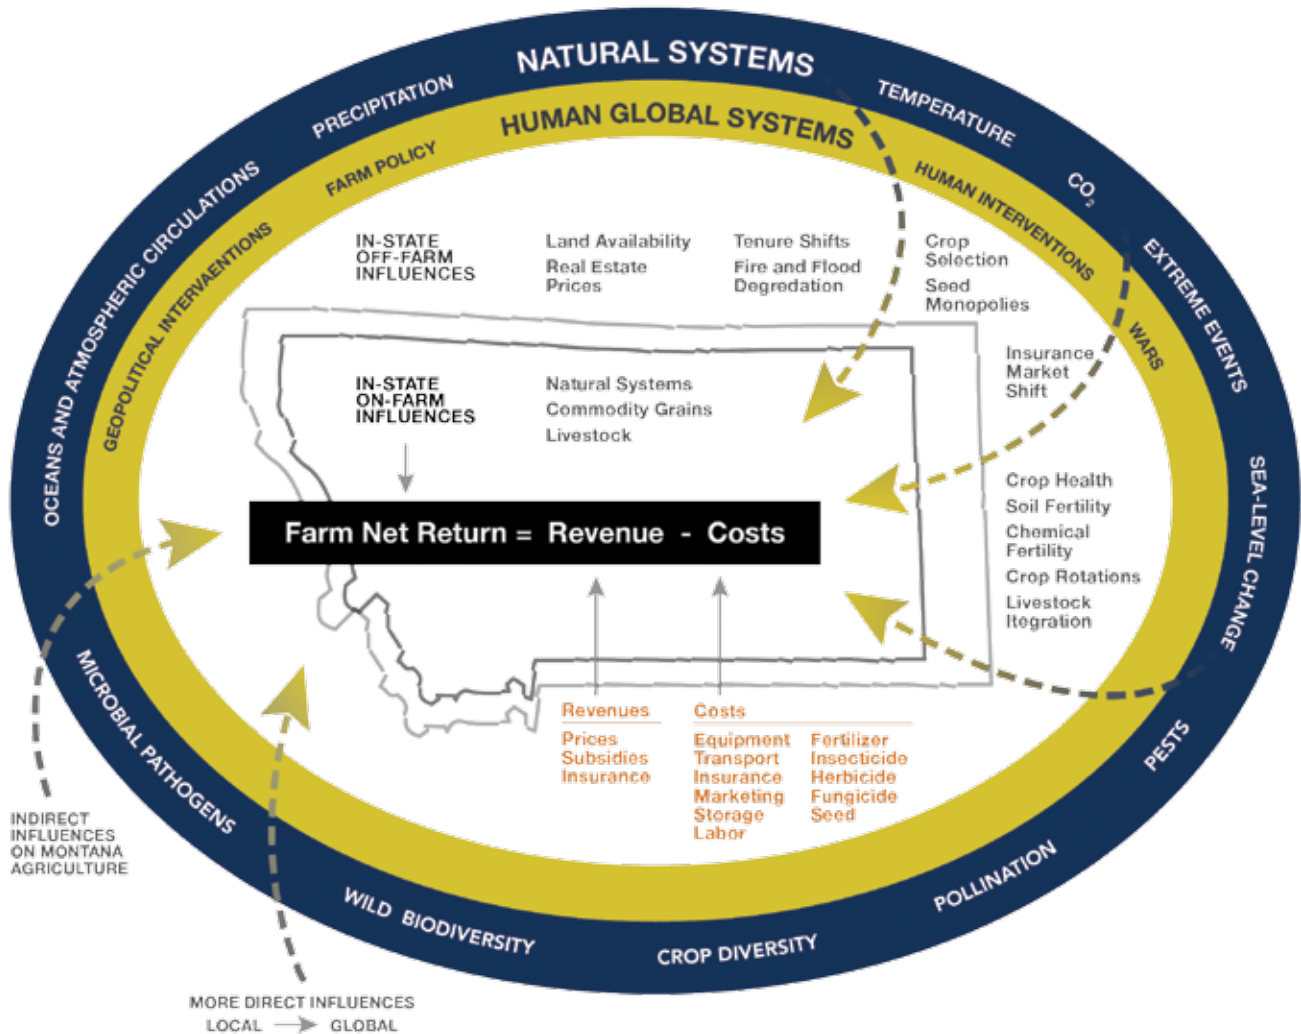 NATURAL SYSTEMS
PRECIPITATION
TEMPERATURE
CO₂
EXTREME EVENTS
SEA-LEVEL CHANGE
PESTS
POLLINATION
CROP DIVERSITY
WILD BIODIVERSITY
MICROBIAL PATHOGENS
OCEANS AND ATMOSPHERIC CIRCULATIONS
HUMAN GLOBAL SYSTEMS
FARM POLICY
HUMAN INTERVENTIONS
WARS
GEOPOLITICAL INTERVAENTIONS
IN-STATE
OFF-FARM
INFLUENCES
Land Availability
Real Estate
Prices
Tenure Shifts
Fire and Flood
Degredation
Crop
Selection
Seed
Monopolies
Insurance
Market
Shift
IN-STATE
ON-FARM
INFLUENCES
Natural Systems
Commodity Grains
Livestock
Crop Health
Soil Fertility
Chemical
Fertility
Crop Rotations
Livestock
Itegration
Farm Net Return = Revenue - Costs
Revenues
Prices
Subsidies
Insurance
Costs
Equipment
Transport
Insurance
Marketing
Storage
Labor
Fertilizer
Insecticide
Herbicide
Fungicide
Seed
INDIRECT
INFLUENCES
ON MONTANA
AGRICULTURE
MORE DIRECT INFLUENCES
LOCAL → GLOBAL